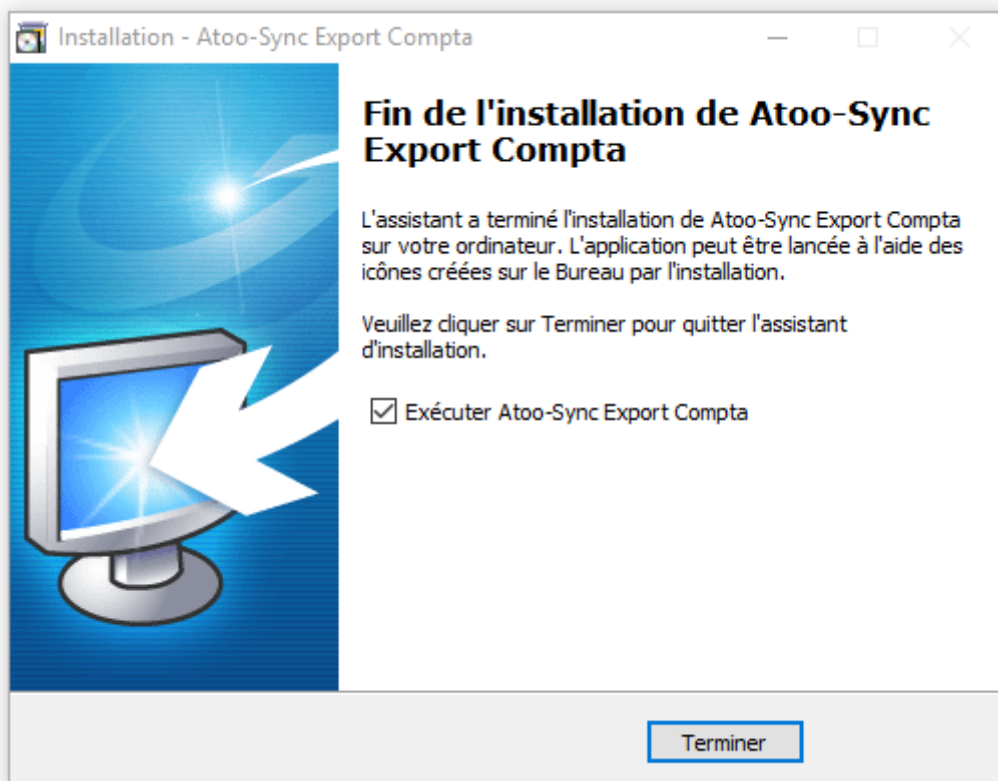 Installation - Atoo-Sync Export Compta
Fin de l'installation de Atoo-Sync
Export Compta
L'assistant a terminé l'installation de Atoo-Sync Export Compta
sur votre ordinateur. L'application peut être lancée à l'aide des
icônes créées sur le Bureau par l'installation.
Veuillez cliquer sur Terminer pour quitter l'assistant
d'installation.
Exécuter Atoo-Sync Export Compta
Terminer